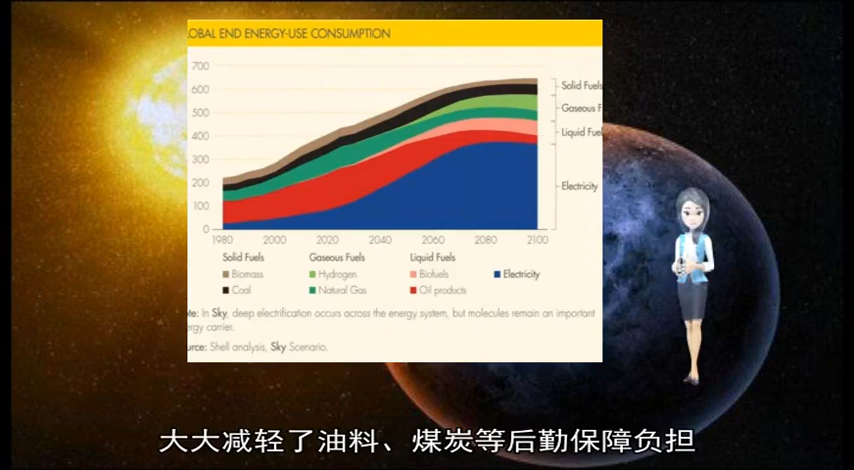 OBAL END ENERGY-USE CONSUMPTION
700
600
500
400
300
200
100
0
1980 2000 2020 2040 2060 2080 2100
Solid Fuels
Gaseous F
Liquid Fuel
Electricity
Solid Fuels Gaseous Fuels Liquid Fuels
Biomass Hydrogen Biofuels Electricity
Coal Natural Gas Oil products
te: In Sky, deep electrification occurs across the energy system, but molecules remain an important
ergy carrier.
urce: Shell analysis, Sky Scenario.
大大减轻了油料、煤炭等后勤保障负担